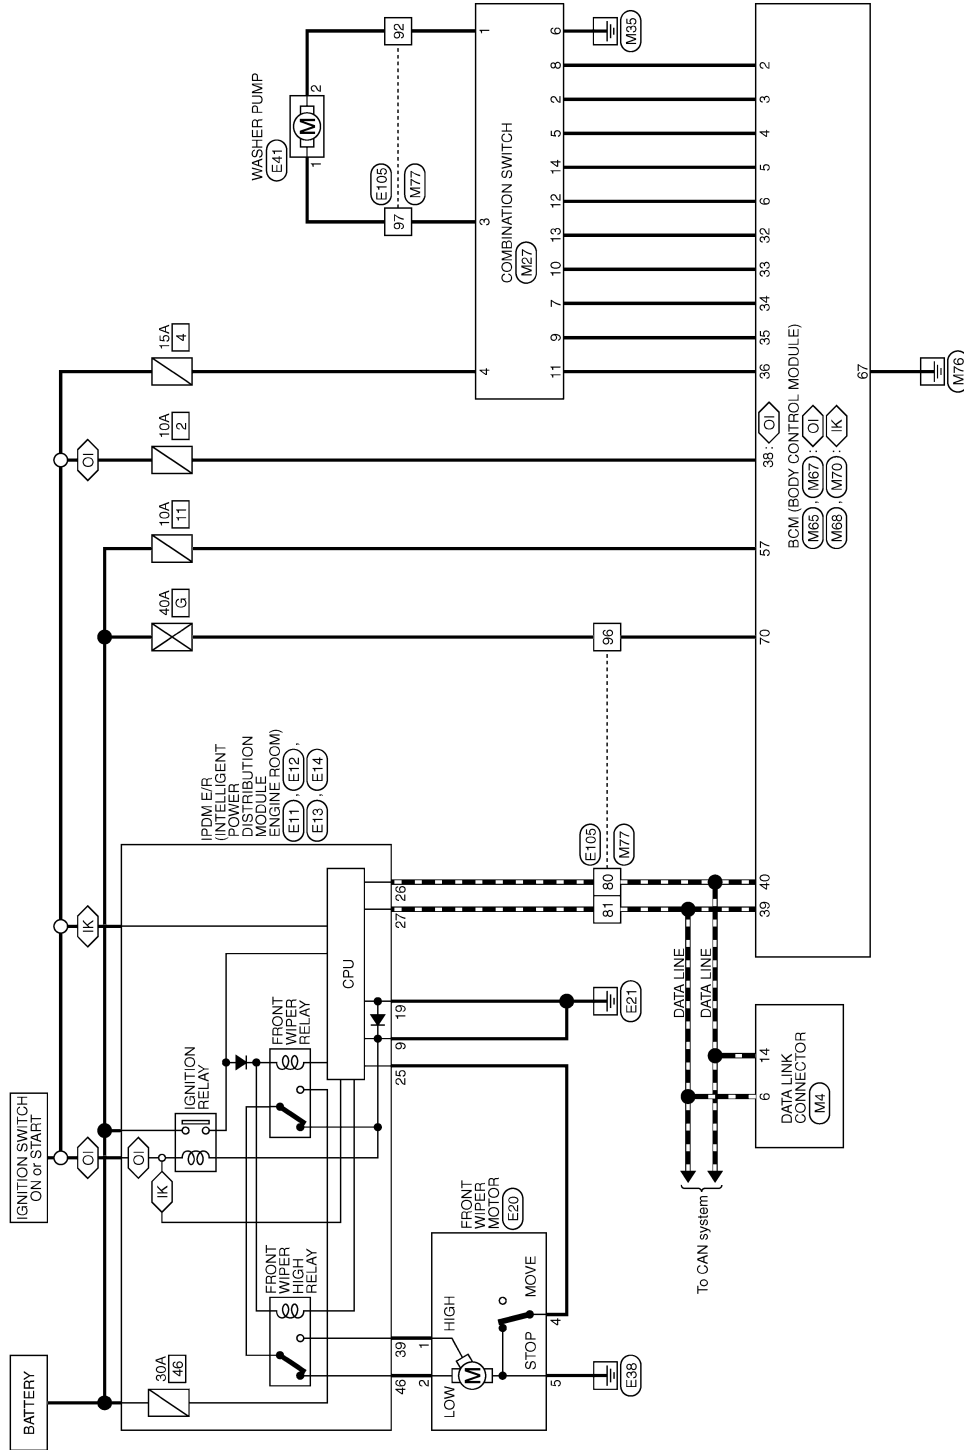 BATTERY
IGNITION SWITCH
ON or START
OI
OI
IK
IK
OI
30A
46
40A
G
10A
11
10A
2
15A
4
IGNITION
RELAY
FRONT
WIPER
HIGH
RELAY
FRONT
WIPER
RELAY
CPU
IPDM E/R
(INTELLIGENT
POWER
DISTRIBUTION
MODULE
ENGINE ROOM)
E11 , E12 ,
E13 , E14
46
39
25
9
19
27
26
WASHER PUMP
E41
1
M
2
E105
M77
97
92
3
1
4
COMBINATION SWITCH
M27
11
9
7
10
13
12
14
5
2
8
6
M35
FRONT
WIPER
MOTOR
E20
2
1
LOW
HIGH
M
STOP
MOVE
5
4
E38
E21
E105
M77
81
80
96
DATA LINE
DATA LINE
To CAN system
6
14
DATA LINK
CONNECTOR
M4
39
40
70
57
38 : OI
36
35
34
33
32
6
5
4
3
2
BCM (BODY CONTROL MODULE)
M65 , M67 : OI
M68 , M70 : IK
67
M76